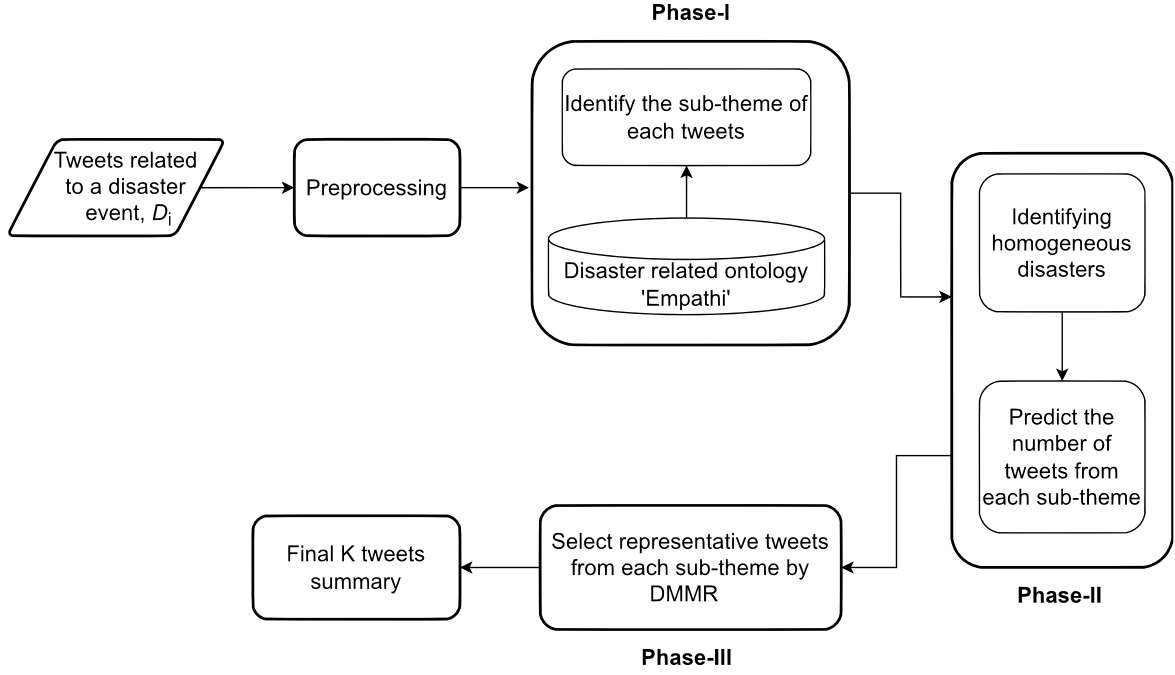 Phase-I
Identify the sub-theme of
each tweets
Tweets related
to a disaster
event, Di
Preprocessing
Disaster related ontology
'Empathi'
Identifying
homogeneous
disasters
Predict the
number of
tweets from
each sub-theme
Phase-II
Select representative tweets
from each sub-theme by
DMMR
Phase-III
Final K tweets
summary